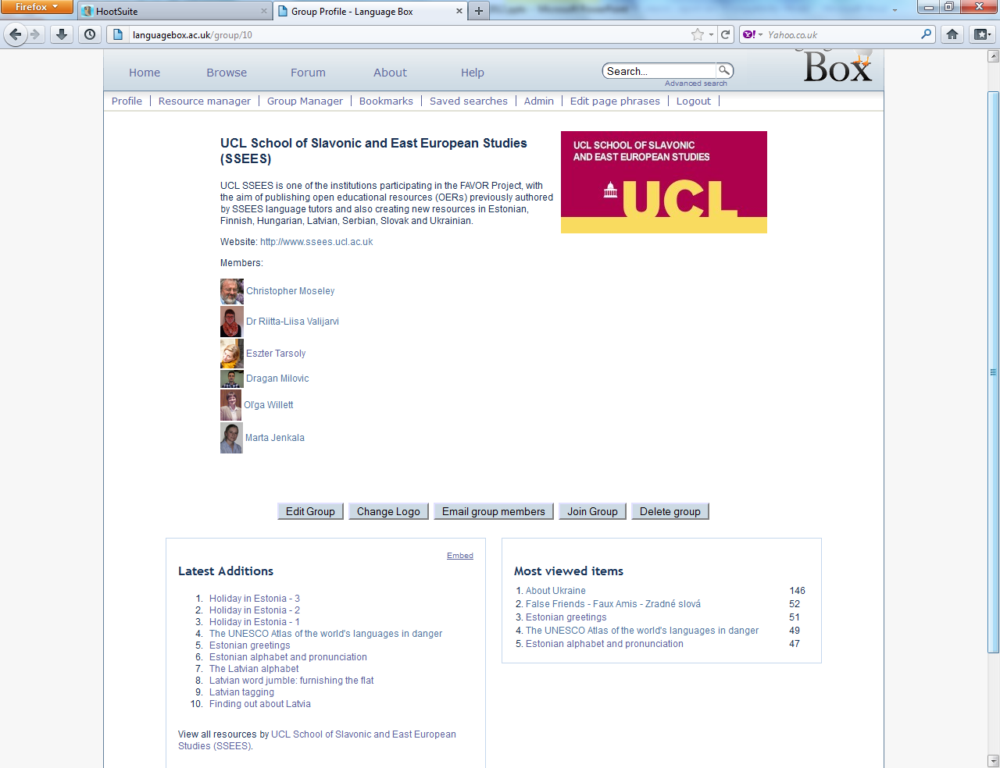 Firefox
HootSuite
Group Profile - Language Box
languagebox.ac.uk/group/10
Yahoo.co.uk
Box
Home Browse Forum About Help
Search...
Advanced search
Profile | Resource manager | Group Manager | Bookmarks | Saved searches | Admin | Edit page phrases | Logout |
UCL School of Slavonic and East European Studies
(SSEES)
UCL SCHOOL OF SLAVONIC
AND EAST EUROPEAN STUDIES
UCL
UCL SSEES is one of the institutions participating in the FAVOR Project, with
the aim of publishing open educational resources (OERs) previously authored
by SSEES language tutors and also creating new resources in Estonian,
Finnish, Hungarian, Latvian, Serbian, Slovak and Ukrainian.
Website: http://www.ssees.ucl.ac.uk
Members:
Christopher Moseley
Dr Riitta-Liisa Valijarvi
Eszter Tarsoly
Dragan Milovic
Oľga Willett
Marta Jenkala
Edit Group Change Logo Email group members Join Group Delete group
Embed
Latest Additions
1. Holiday in Estonia - 3
2. Holiday in Estonia - 2
3. Holiday in Estonia - 1
4. The UNESCO Atlas of the world's languages in danger
5. Estonian greetings
6. Estonian alphabet and pronunciation
7. The Latvian alphabet
8. Latvian word jumble: furnishing the flat
9. Latvian tagging
10. Finding out about Latvia
View all resources by UCL School of Slavonic and East European
Studies (SSEES).
Most viewed items
1. About Ukraine 146
2. False Friends - Faux Amis - Zradné slová 52
3. Estonian greetings 51
4. The UNESCO Atlas of the world's languages in danger 49
5. Estonian alphabet and pronunciation 47